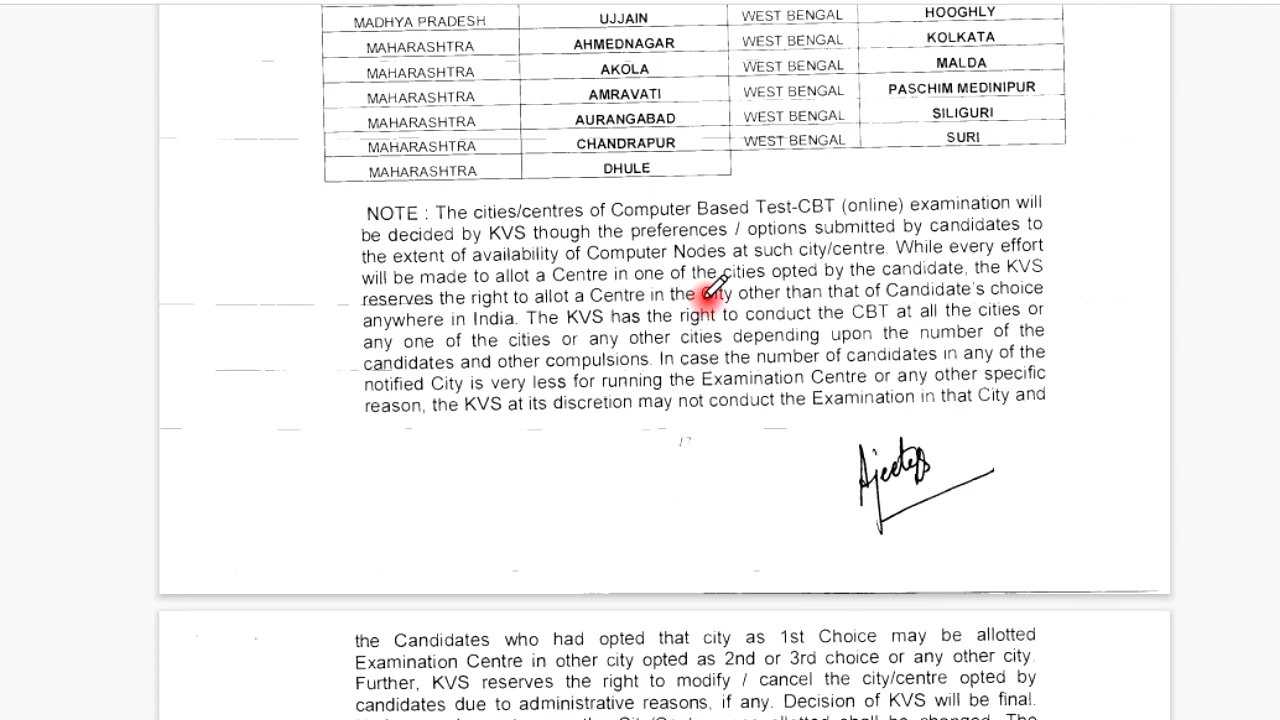 MADHYA PRADESH UJJAIN WEST BENGAL HOOGHLY
MAHARASHTRA AHMEDNAGAR WEST BENGAL KOLKATA
MAHARASHTRA AKOLA WEST BENGAL MALDA
MAHARASHTRA AMRAVATI WEST BENGAL PASCHIM MEDINIPUR
MAHARASHTRA AURANGABAD WEST BENGAL SILIGURI
MAHARASHTRA CHANDRAPUR WEST BENGAL SURI
MAHARASHTRA DHULE
NOTE : The cities/centres of Computer Based Test-CBT (online) examination will
be decided by KVS though the preferences / options submitted by candidates to
the extent of availability of Computer Nodes at such city/centre. While every effort
will be made to allot a Centre in one of the cities opted by the candidate, the KVS
reserves the right to allot a Centre in the City other than that of Candidate's choice
anywhere in India. The KVS has the right to conduct the CBT at all the cities or
any one of the cities or any other cities depending upon the number of the
candidates and other compulsions. In case the number of candidates in any of the
notified City is very less for running the Examination Centre or any other specific
reason, the KVS at its discretion may not conduct the Examination in that City and
the Candidates who had opted that city as 1st Choice may be allotted
Examination Centre in other city opted as 2nd or 3rd choice or any other city.
Further, KVS reserves the right to modify / cancel the city/centre opted by
candidates due to administrative reasons, if any. Decision of KVS will be final.